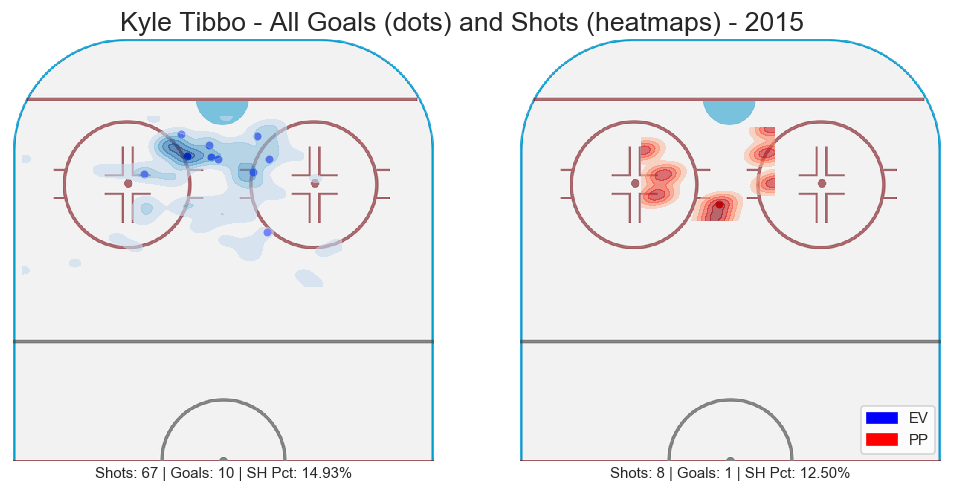 Kyle Tibbo - All Goals (dots) and Shots (heatmaps) - 2015
EV
PP
Shots: 67 | Goals: 10 | SH Pct: 14.93%
Shots: 8 | Goals: 1 | SH Pct: 12.50%